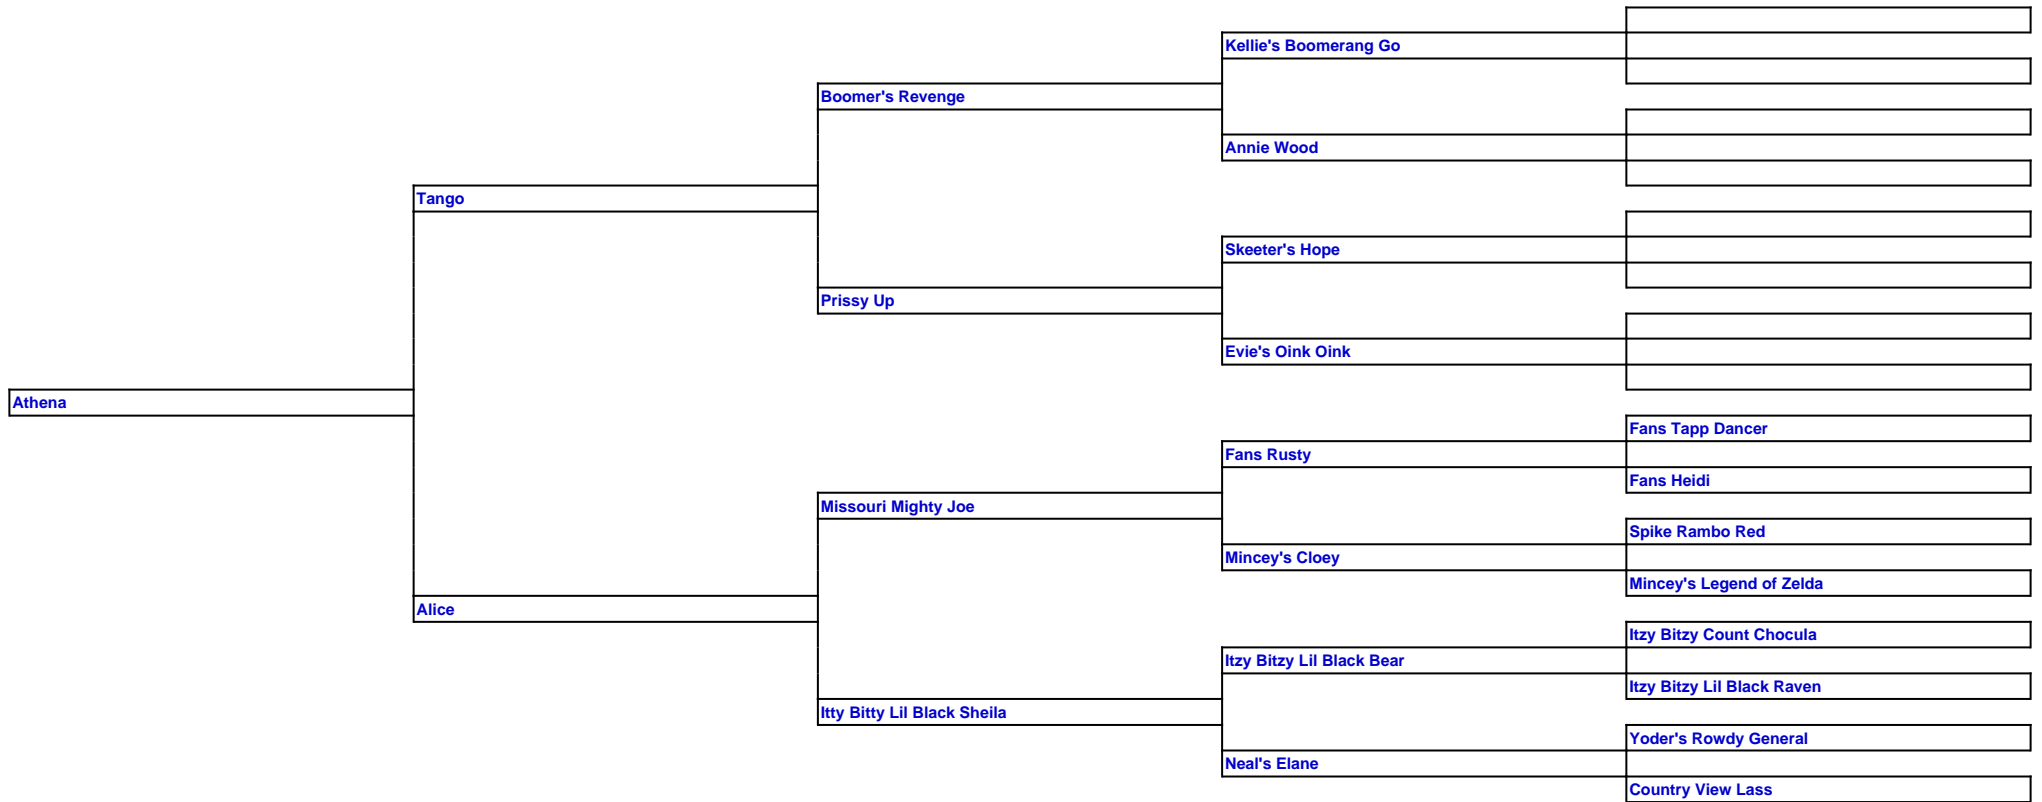 Kellie's Boomerang Go
Boomer's Revenge
Annie Wood
Tango
Skeeter's Hope
Prissy Up
Evie's Oink Oink
Athena
Fans Tapp Dancer
Fans Rusty
Fans Heidi
Missouri Mighty Joe
Spike Rambo Red
Mincey's Cloey
Mincey's Legend of Zelda
Alice
Itzy Bitzy Count Chocula
Itzy Bitzy Lil Black Bear
Itzy Bitzy Lil Black Raven
Itty Bitty Lil Black Sheila
Yoder's Rowdy General
Neal's Elane
Country View Lass